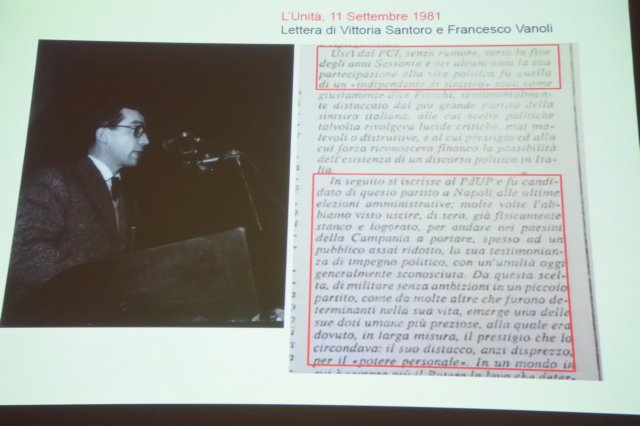 L'Unità, 11 Settembre 1981
Lettera di Vittoria Santoro e Francesco Vanoli
Uscì dal PCI, senza rumore, verso la fine
degli anni Sessanta e per alcuni anni la sua
partecipazione alla vita politica fu quella
di un «indipendente di sinistra» mai, come
giustamente dice Fieschi, sentimentalmen-
te distaccato dal più grande partito della
sinistra italiana, alle cui scelte politiche
talvolta rivolgeva lucide critiche, mai ma-
levoli o distruttive, e al cui prestigio ed alla
cui forza riconosceva financo la possibilità
dell'esistenza di un discorso politico in Ita-
lia.
In seguito si iscrisse al PdUP e fu candi-
dato di questo partito a Napoli alle ultime
elezioni amministrative; molte volte l'ab-
biamo visto uscire, di sera, già fisicamente
stanco e logorato, per andare nei paesini
della Campania a portare, spesso ad un
pubblico assai ridotto, la sua testimonian-
za di impegno politico, con un'umiltà oggi
generalmente sconosciuta. Da questa scel-
ta, di militare senza ambizioni in un piccolo
partito, come da molte altre che furono de-
terminanti nella sua vita, emerge una delle
sue doti umane più preziose, alla quale era
dovuto, in larga misura, il prestigio che lo
circondava: il suo distacco, anzi disprezzo,
per il «potere personale». In un mondo in
cui è sempre più il